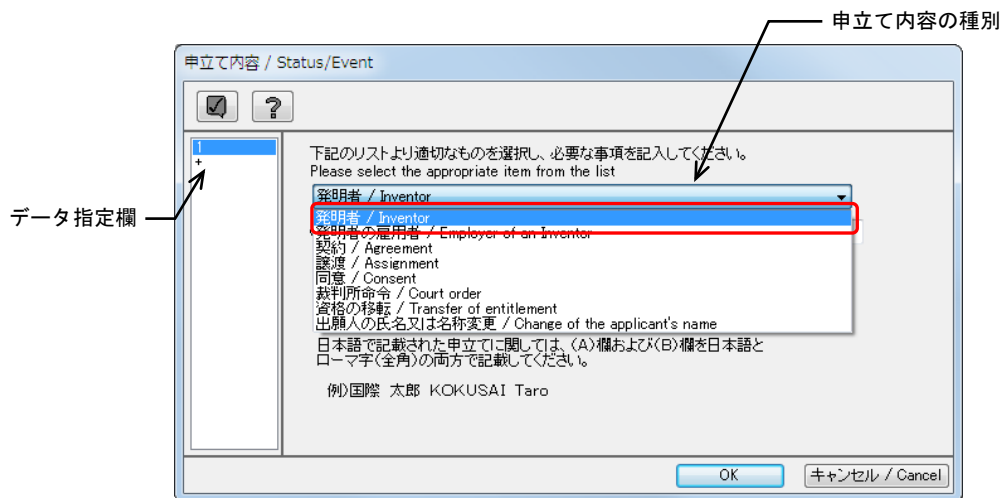 申立て内容の種別
申立て内容 / Status/Event
?
1
+
データ指定欄
下記のリストより適切なものを選択し、必要な事項を記入してください。
Please select the appropriate item from the list
発明者 / Inventor
発明者 / Inventor
発明者の雇用者 / Employer of an Inventor
契約 / Agreement
譲渡 / Assignment
同意 / Consent
裁判所命令 / Court order
資格の移転 / Transfer of entitlement
出願人の氏名又は名称変更 / Change of the applicant's name
日本語で記載された申立てに関しては、(A)欄および(B)欄を日本語と
ローマ字(全角)の両方で記載してください。
例)国際 太郎 KOKUSAI Taro
OK
キャンセル / Cancel